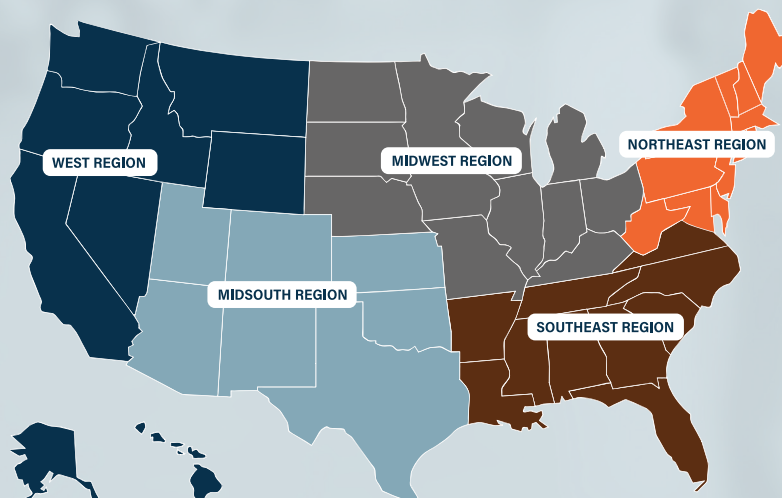 NORTHEAST REGION
WEST REGION
MIDWEST REGION
MIDSOUTH REGION
SOUTHEAST REGION